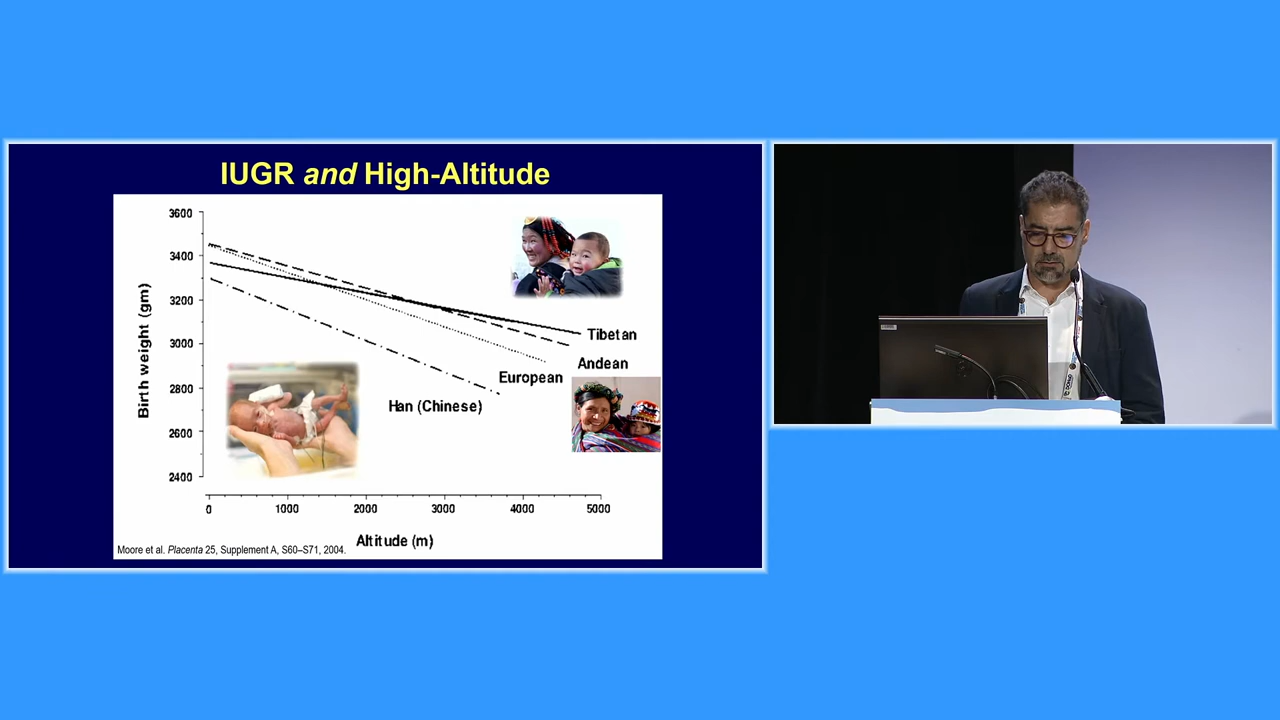 IUGR and High-Altitude
3600
3400
3200
3000
2800
2600
2400
Birth weight (gm)
Tibetan
Andean
European
Han (Chinese)
0 1000 2000 3000 4000 5000
Altitude (m)
Moore et al. Placenta 25, Supplement A, S60–S71, 2004.